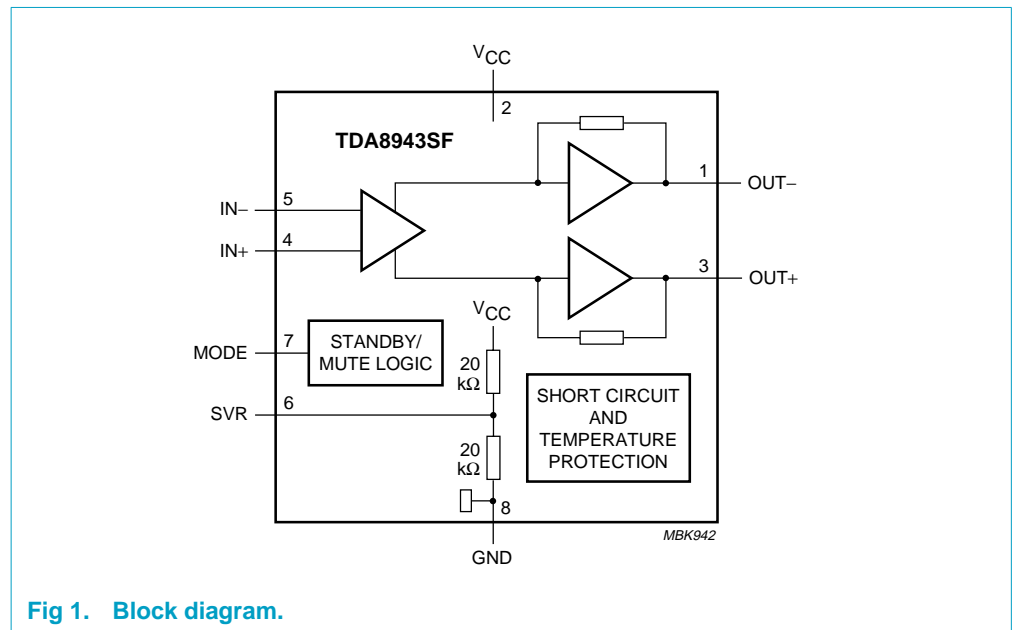 VCC
2
TDA8943SF
1
OUT−
5
IN−
4
IN+
3
OUT+
VCC
7
MODE
STANDBY/
MUTE LOGIC
20
kΩ
6
SVR
SHORT CIRCUIT
AND
TEMPERATURE
PROTECTION
20
kΩ
8
MBK942
GND
Fig 1. Block diagram.